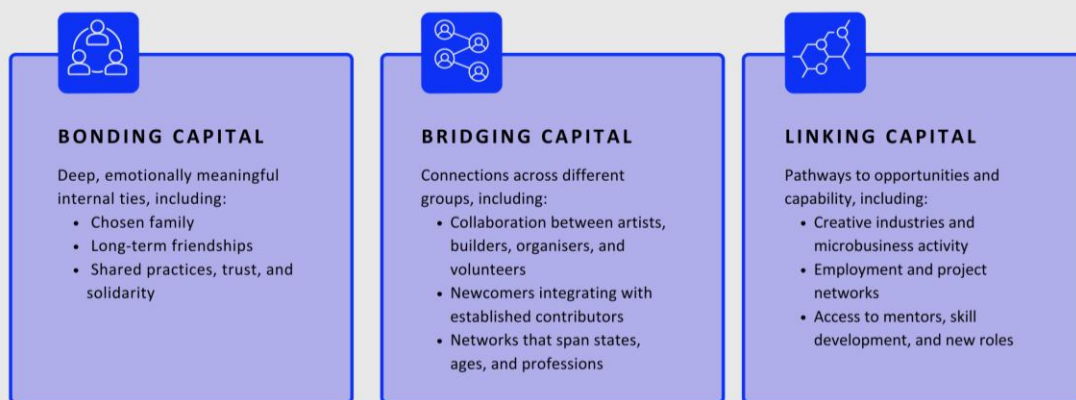 BONDING CAPITAL
Deep, emotionally meaningful
internal ties, including:
• Chosen family
• Long-term friendships
• Shared practices, trust, and
solidarity
BRIDGING CAPITAL
Connections across different
groups, including:
• Collaboration between artists,
builders, organisers, and
volunteers
• Newcomers integrating with
established contributors
• Networks that span states,
ages, and professions
LINKING CAPITAL
Pathways to opportunities and
capability, including:
• Creative industries and
microbusiness activity
• Employment and project
networks
• Access to mentors, skill
development, and new roles